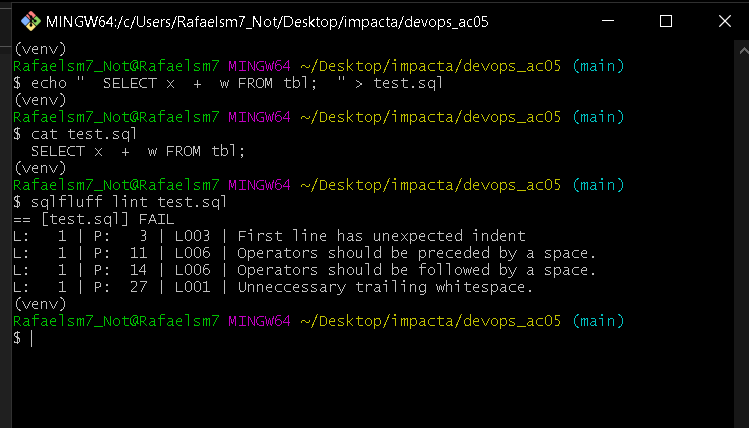 MINGW64:/c/Users/Rafaelsm7_Not/Desktop/impacta/devops_ac05
(venv)
Rafaelsm7_Not@Rafaelsm7 MINGW64 ~/Desktop/impacta/devops_ac05 (main)
$ echo "  SELECT x  +  w FROM tbl;  " > test.sql
(venv)
Rafaelsm7_Not@Rafaelsm7 MINGW64 ~/Desktop/impacta/devops_ac05 (main)
$ cat test.sql
  SELECT x  +  w FROM tbl;
(venv)
Rafaelsm7_Not@Rafaelsm7 MINGW64 ~/Desktop/impacta/devops_ac05 (main)
$ sqlfluff lint test.sql
== [test.sql] FAIL
L:   1 | P:   3 | L003 | First line has unexpected indent
L:   1 | P:  11 | L006 | Operators should be preceded by a space.
L:   1 | P:  14 | L006 | Operators should be followed by a space.
L:   1 | P:  27 | L001 | Unneccessary trailing whitespace.
(venv)
Rafaelsm7_Not@Rafaelsm7 MINGW64 ~/Desktop/impacta/devops_ac05 (main)
$